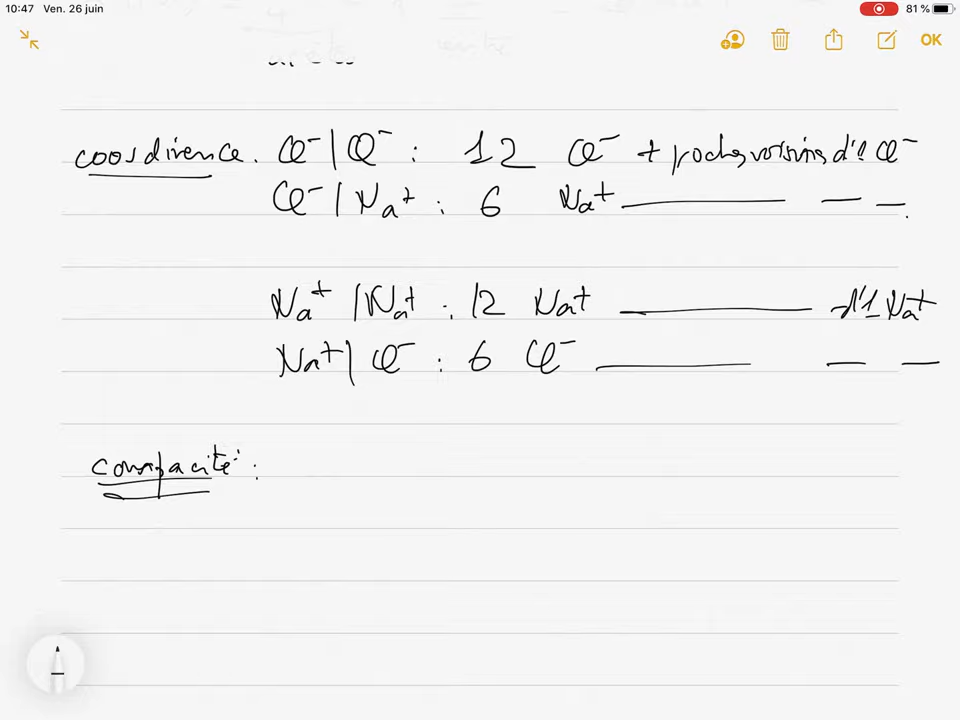 10:47 Ven. 26 juin 81 %
OK
coordinence. Cl⁻ | Cl⁻ : 12 Cl⁻ + proches voisins d'1 Cl⁻
Cl⁻ | Na⁺ : 6 Na⁺ ——— — —.
Na⁺ | Na⁺ : 12 Na⁺ ——— d'1 Na⁺
Na⁺ | Cl⁻ : 6 Cl⁻ ——— — —
compacité :